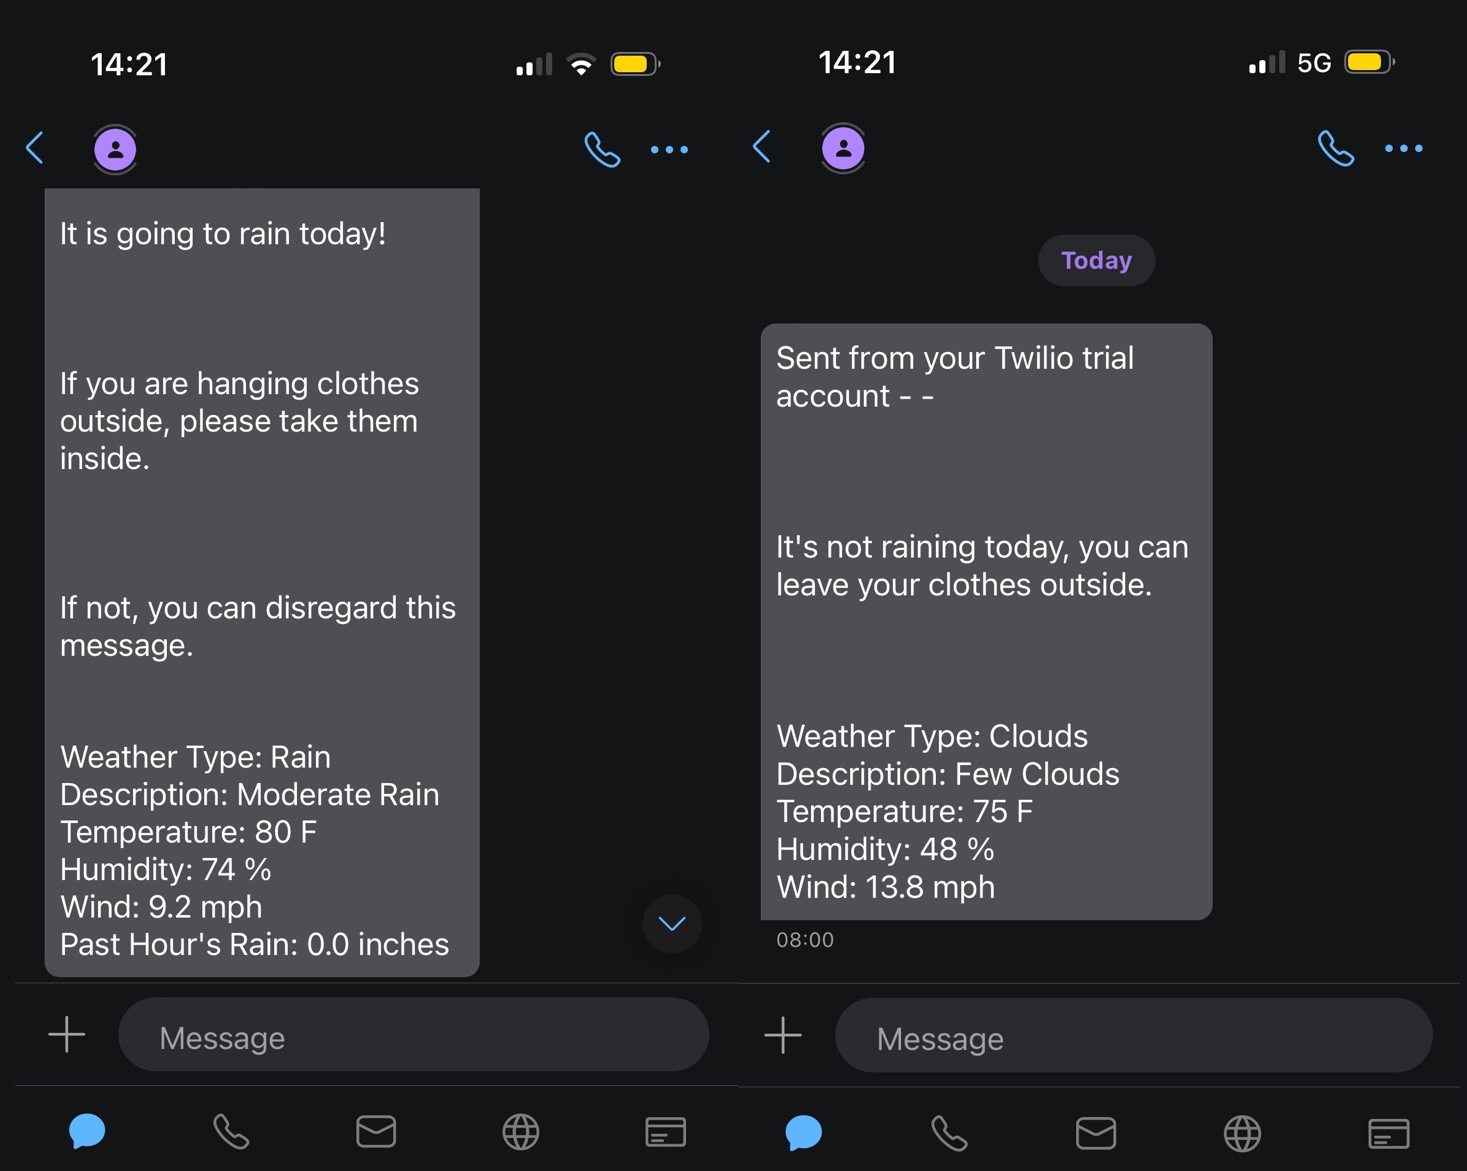 14:21
It is going to rain today!
If you are hanging clothes
outside, please take them
inside.
If not, you can disregard this
message.
Weather Type: Rain
Description: Moderate Rain
Temperature: 80 F
Humidity: 74 %
Wind: 9.2 mph
Past Hour's Rain: 0.0 inches
Message
14:21 5G
Today
Sent from your Twilio trial
account - -
It's not raining today, you can
leave your clothes outside.
Weather Type: Clouds
Description: Few Clouds
Temperature: 75 F
Humidity: 48 %
Wind: 13.8 mph
08:00
Message